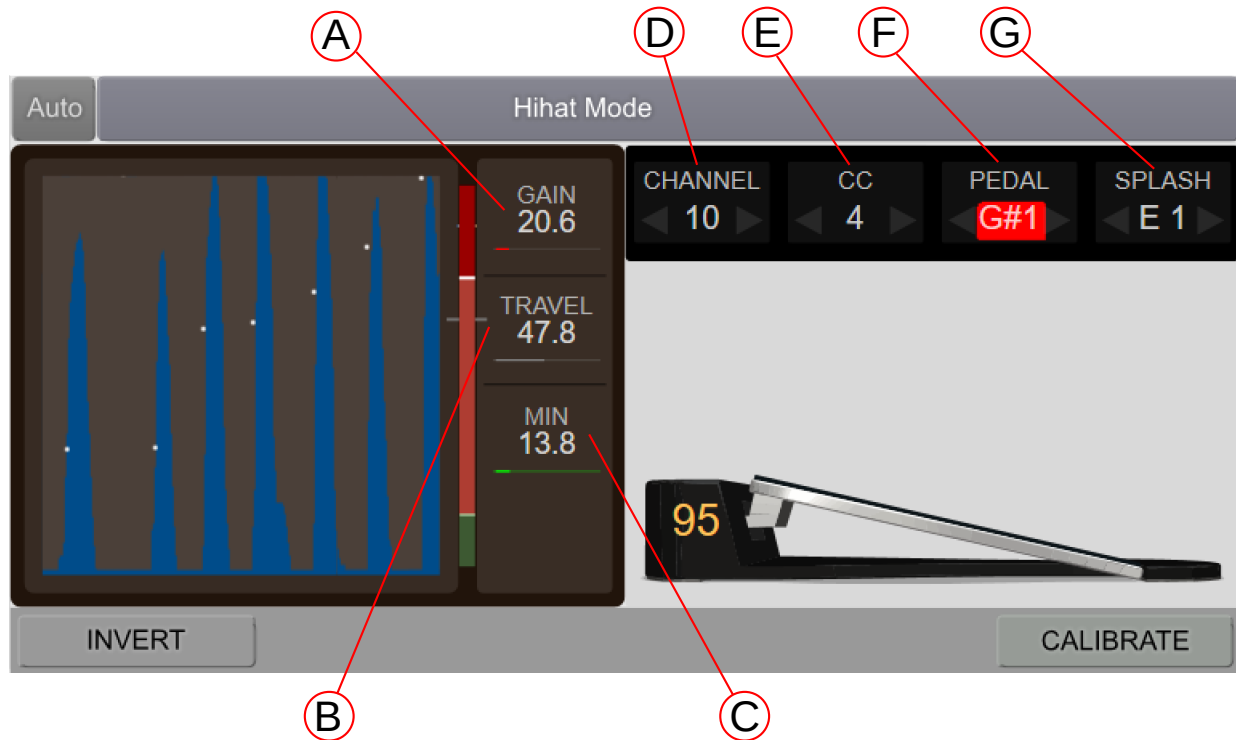 A
D
E
F
G
Auto
Hihat Mode
GAIN
20.6
TRAVEL
47.8
MIN
13.8
CHANNEL
10
CC
4
PEDAL
G#1
SPLASH
E 1
95
INVERT
CALIBRATE
B
C